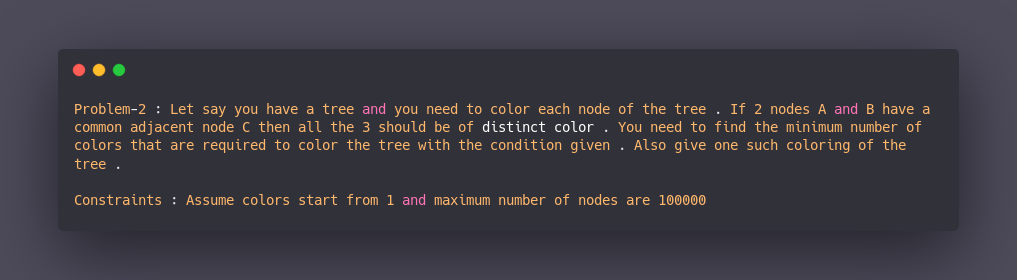 Problem-2 : Let say you have a tree and you need to color each node of the tree . If 2 nodes A and B have a
common adjacent node C then all the 3 should be of distinct color . You need to find the minimum number of
colors that are required to color the tree with the condition given . Also give one such coloring of the
tree .
Constraints : Assume colors start from 1 and maximum number of nodes are 100000